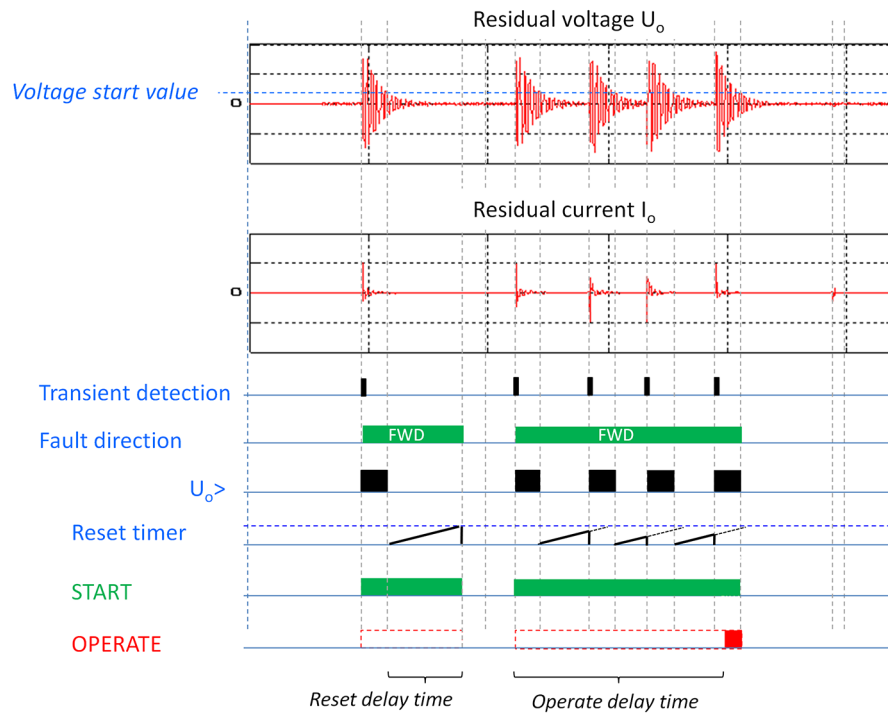 Residual voltage Uo
Voltage start value
0
Residual current Io
0
Transient detection
Fault direction
FWD
FWD
Uo>
Reset timer
START
OPERATE
Reset delay time
Operate delay time